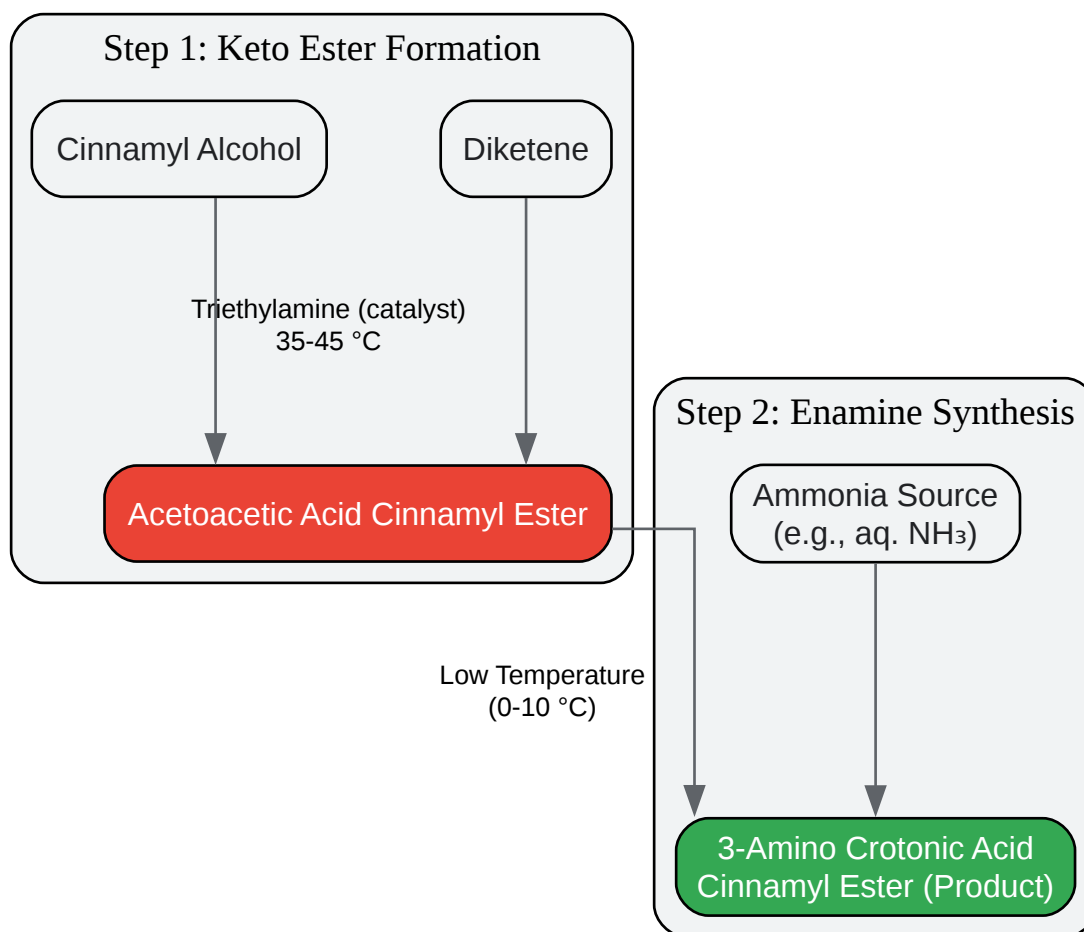 Step 1: Keto Ester Formation
Cinnamyl Alcohol
Diketene
Triethylamine (catalyst)
35-45 °C
Acetoacetic Acid Cinnamyl Ester
Step 2: Enamine Synthesis
Ammonia Source
(e.g., aq. NH₃)
Low Temperature
(0-10 °C)
3-Amino Crotonic Acid
Cinnamyl Ester (Product)